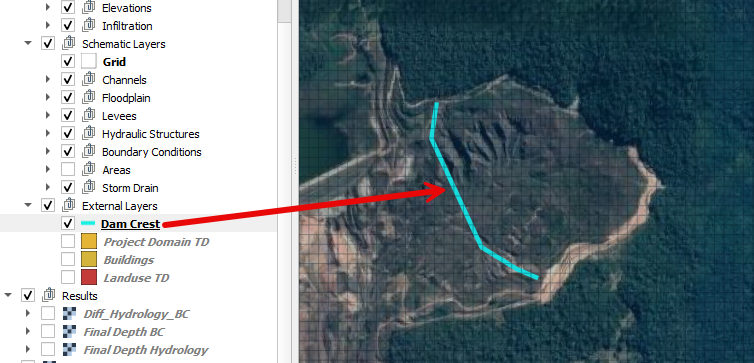 Elevations
Infiltration
Schematic Layers
Grid
Channels
Floodplain
Levees
Hydraulic Structures
Boundary Conditions
Areas
Storm Drain
External Layers
Dam Crest
Project Domain TD
Buildings
Landuse TD
Results
Diff_Hydrology_BC
Final Depth BC
Final Depth Hydrology